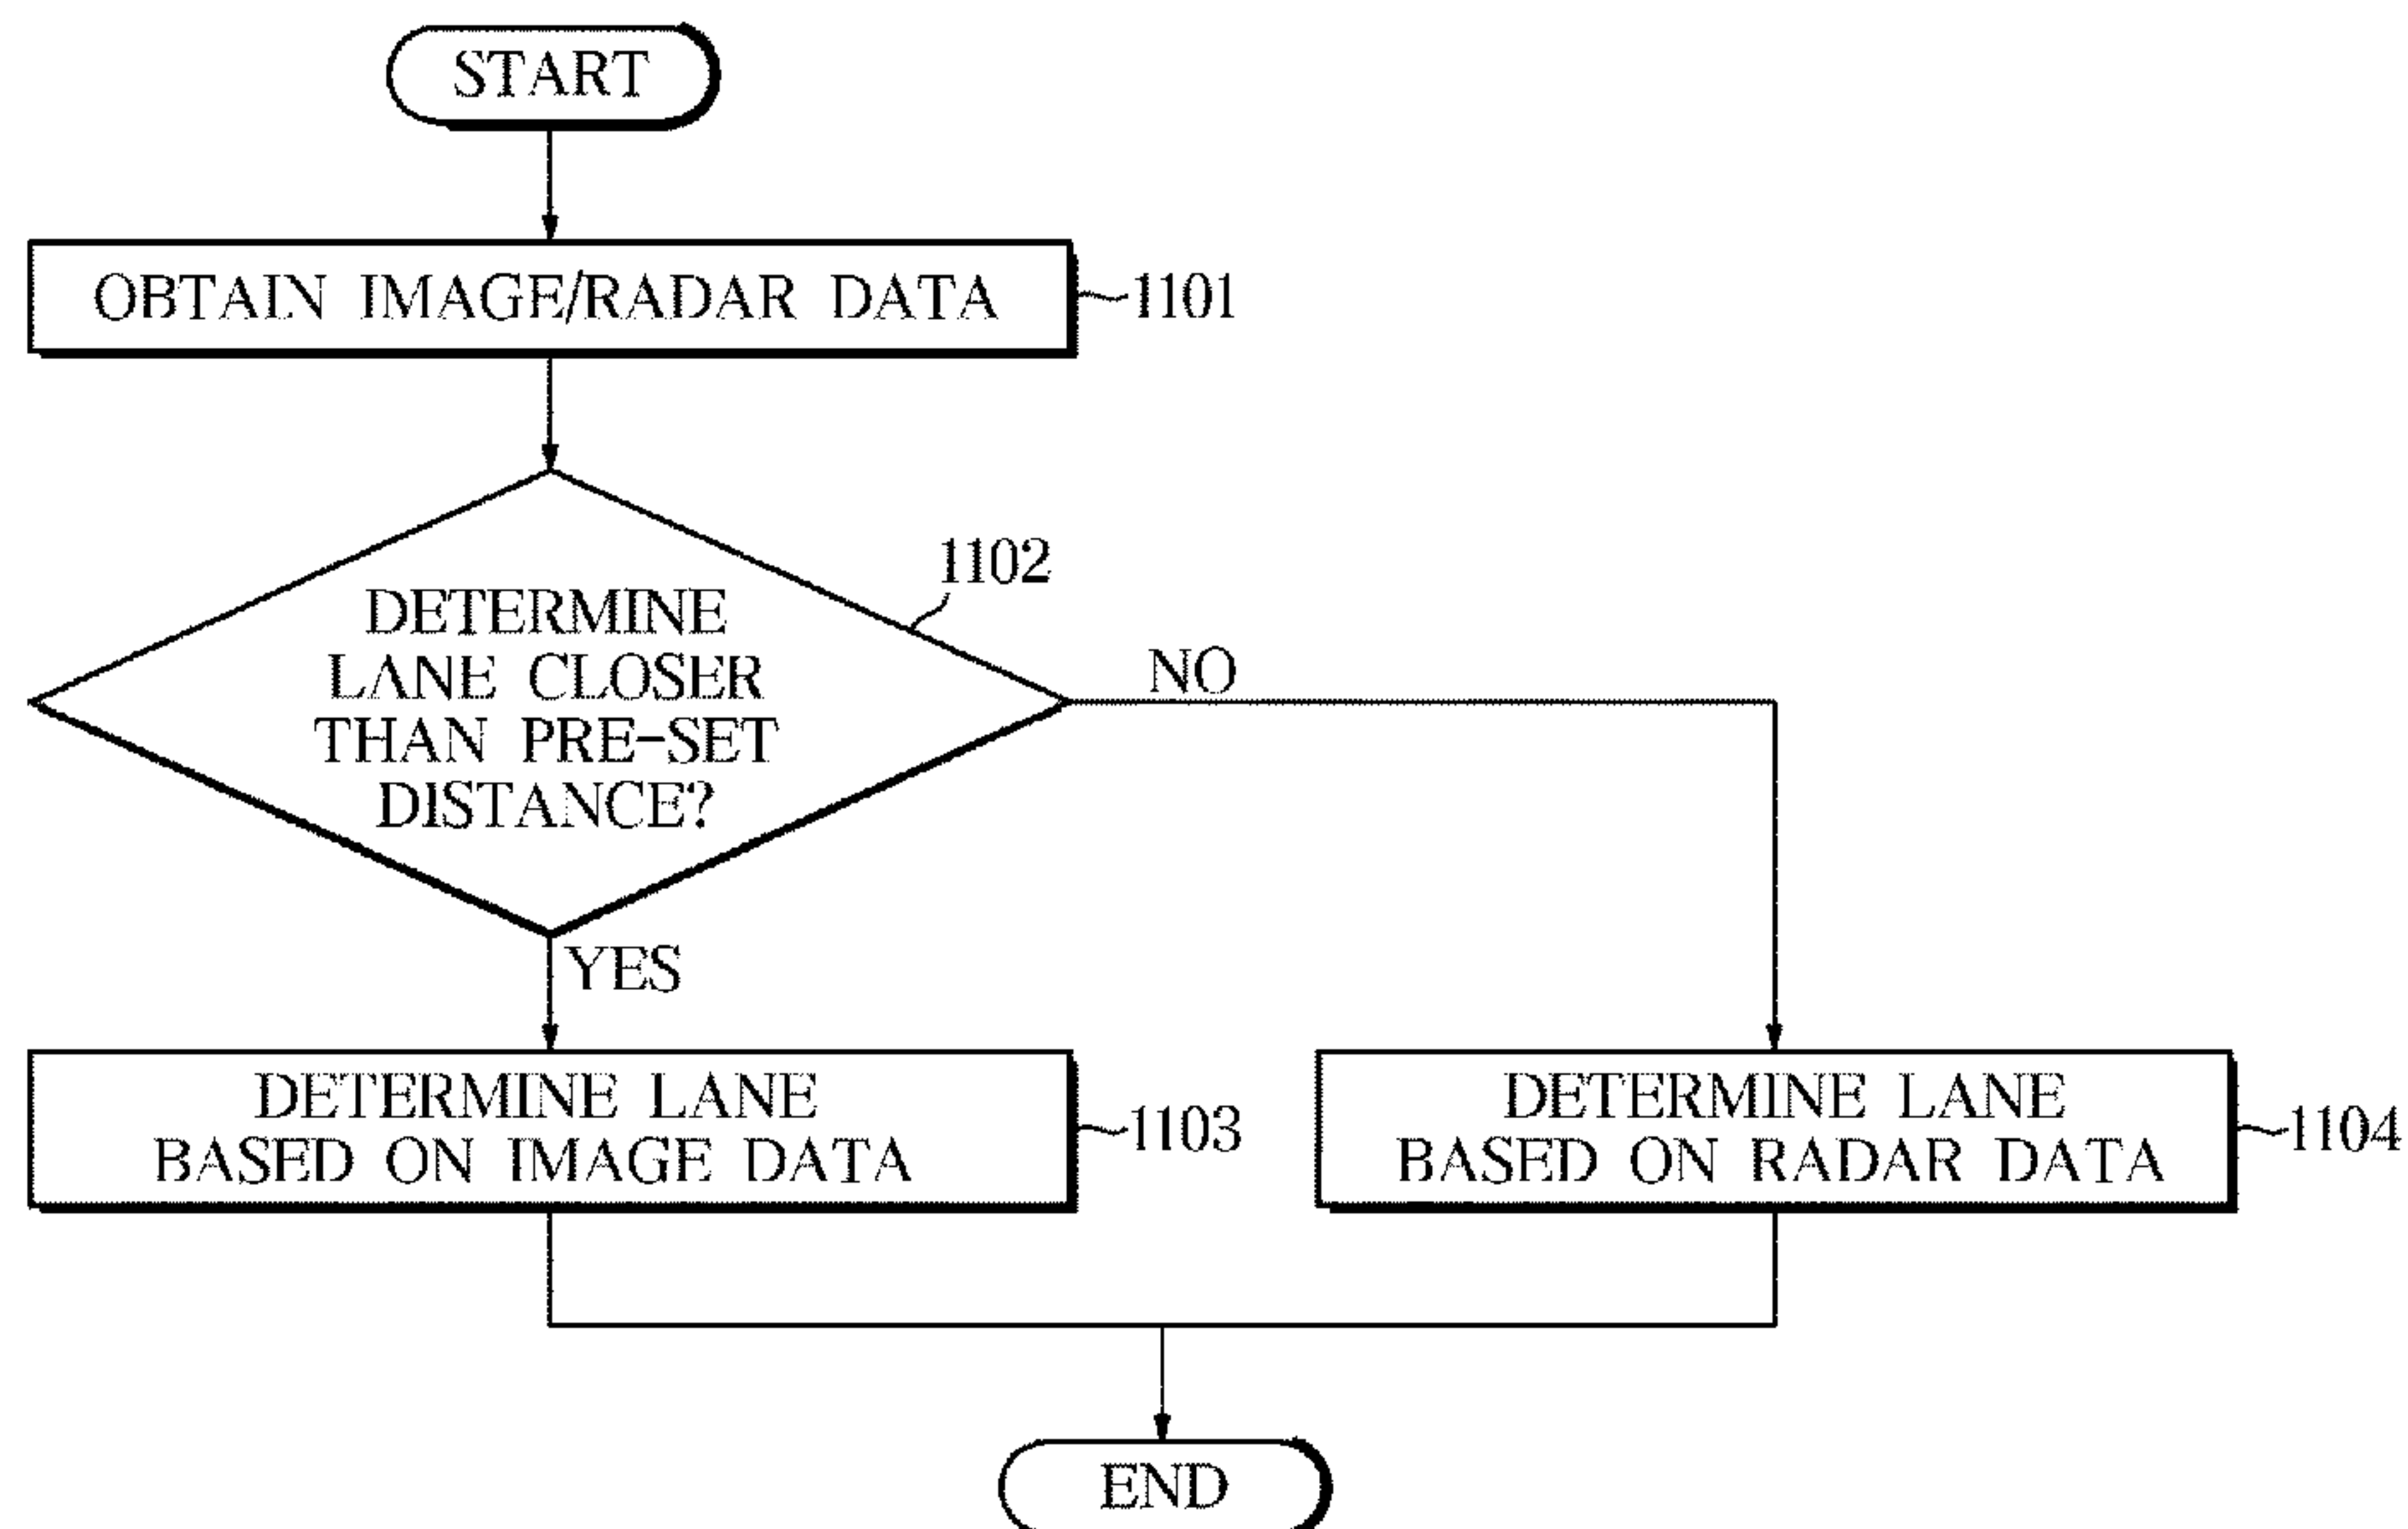 START
OBTAIN IMAGE/RADAR DATA
1101
1102
DETERMINE
LANE CLOSER
THAN PRE-SET
DISTANCE?
NO
YES
DETERMINE LANE
BASED ON IMAGE DATA
1103
DETERMINE LANE
BASED ON RADAR DATA
1104
END